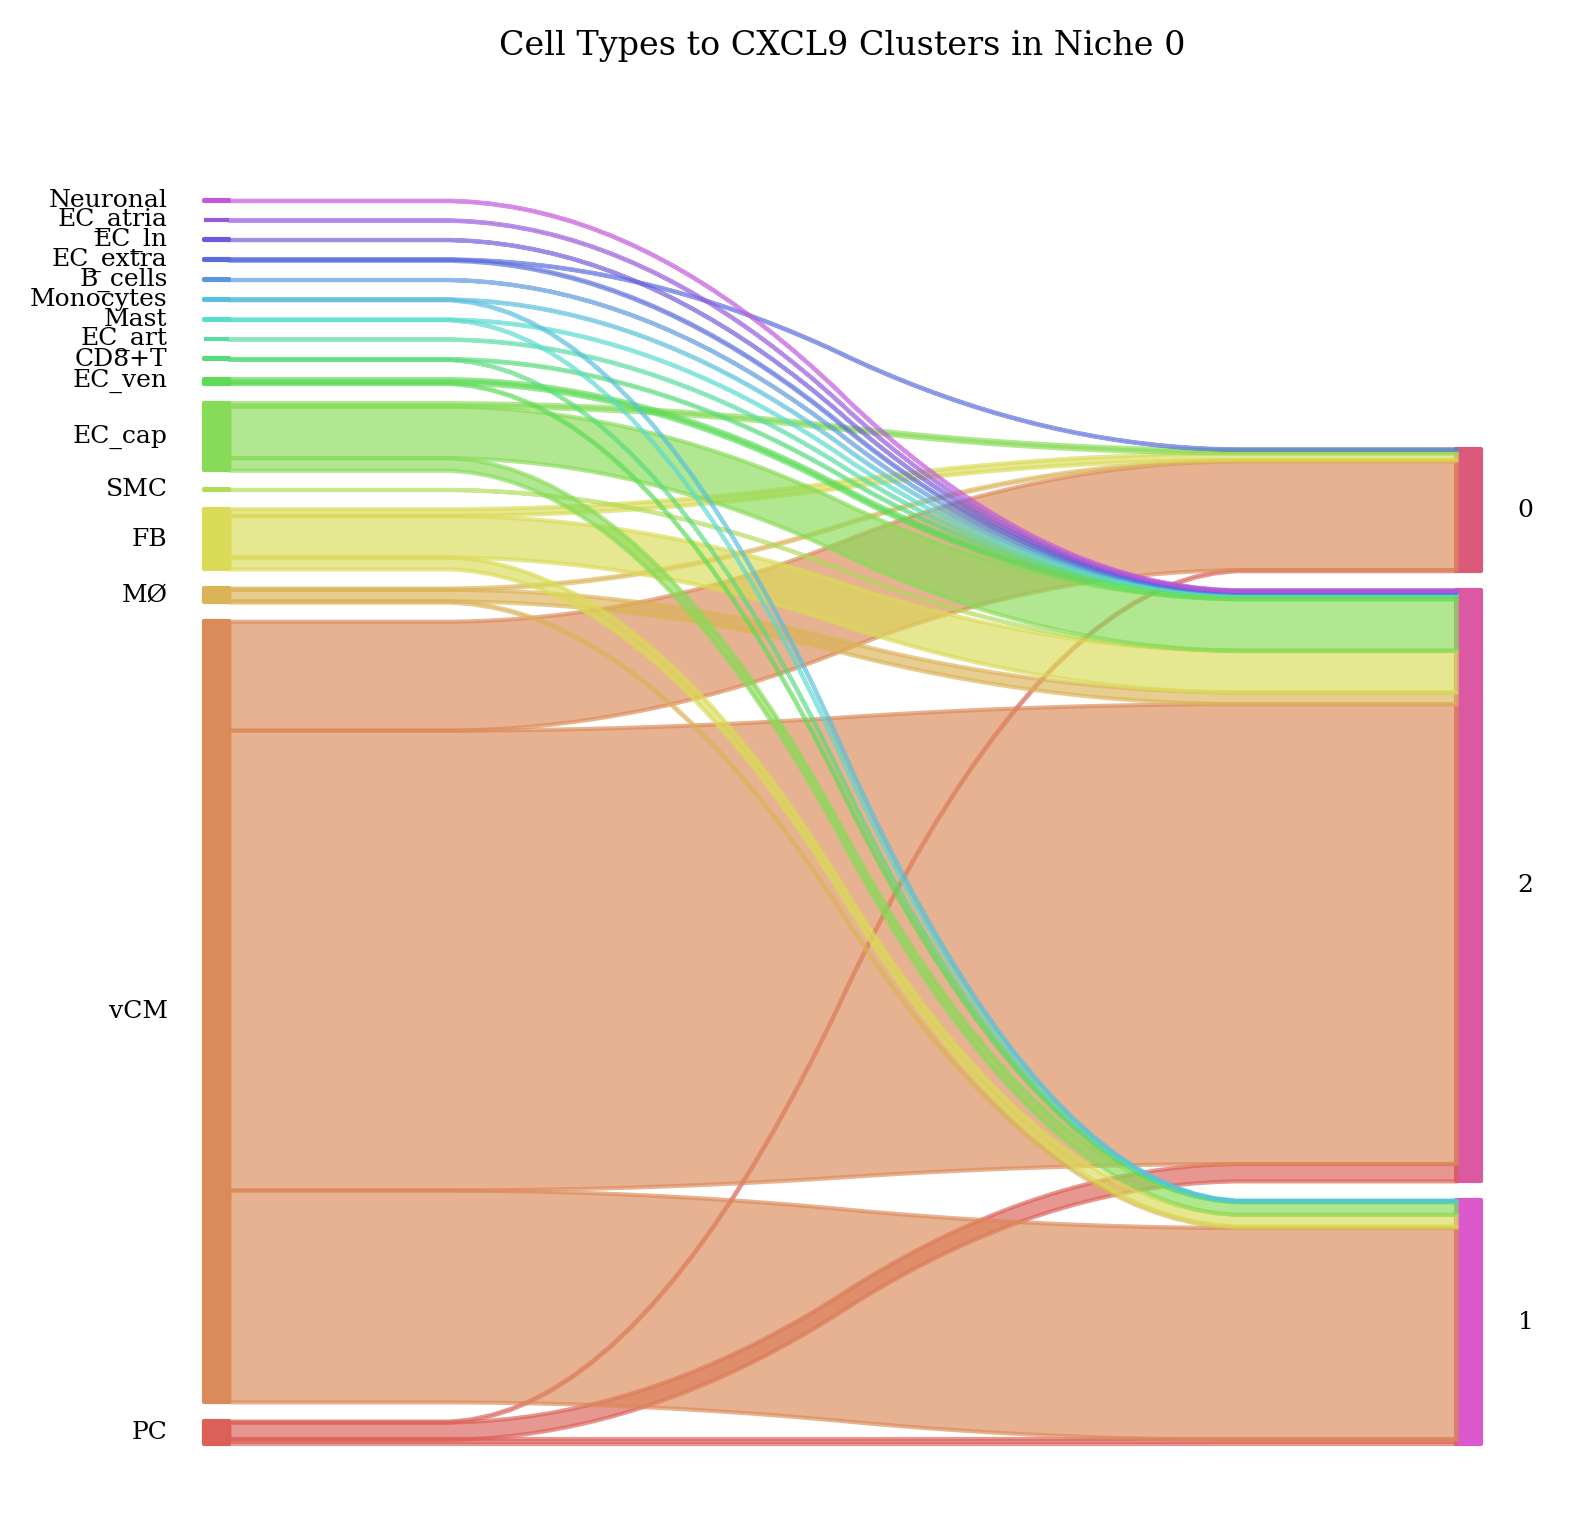 Cell Types to CXCL9 Clusters in Niche 0
Neuronal
EC_atria
EC_ln
EC_extra
B_cells
Monocytes
Mast
EC_art
CD8+T
EC_ven
EC_cap
SMC
FB
MØ
vCM
PC
0
2
1